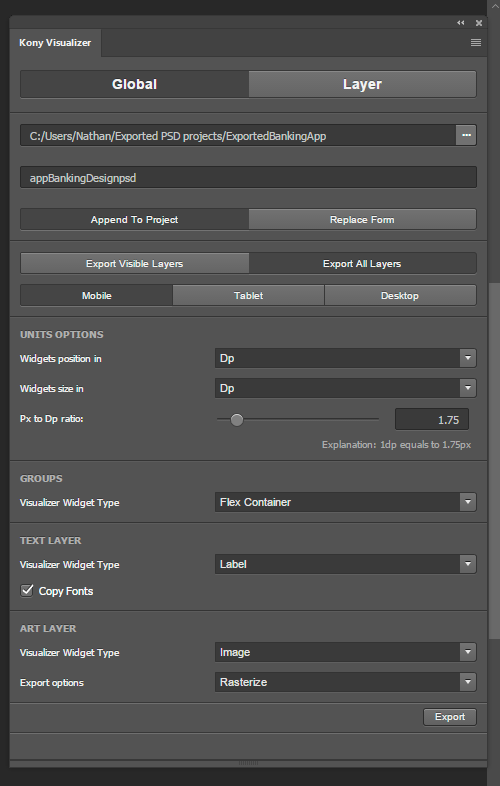 Kony Visualizer
Global Layer
C:/Users/Nathan/Exported PSD projects/ExportedBankingApp ...
appBankingDesignpsd
Append To Project Replace Form
Export Visible Layers Export All Layers
Mobile Tablet Desktop
UNITS OPTIONS
Widgets position in Dp
Widgets size in Dp
Px to Dp ratio: 1.75
Explanation: 1dp equals to 1.75px
GROUPS
Visualizer Widget Type Flex Container
TEXT LAYER
Visualizer Widget Type Label
Copy Fonts
ART LAYER
Visualizer Widget Type Image
Export options Rasterize
Export